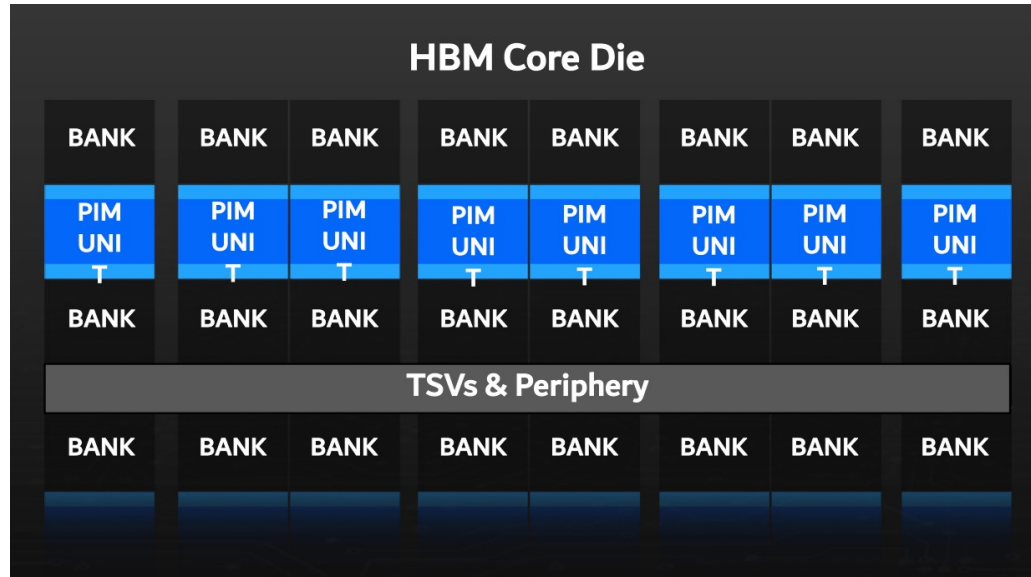 HBM Core Die
BANK BANK BANK BANK BANK BANK BANK BANK
PIM PIM PIM PIM PIM PIM PIM PIM
UNI UNI UNI UNI UNI UNI UNI UNI
T T T T T T T T
BANK BANK BANK BANK BANK BANK BANK BANK
TSVs & Periphery
BANK BANK BANK BANK BANK BANK BANK BANK